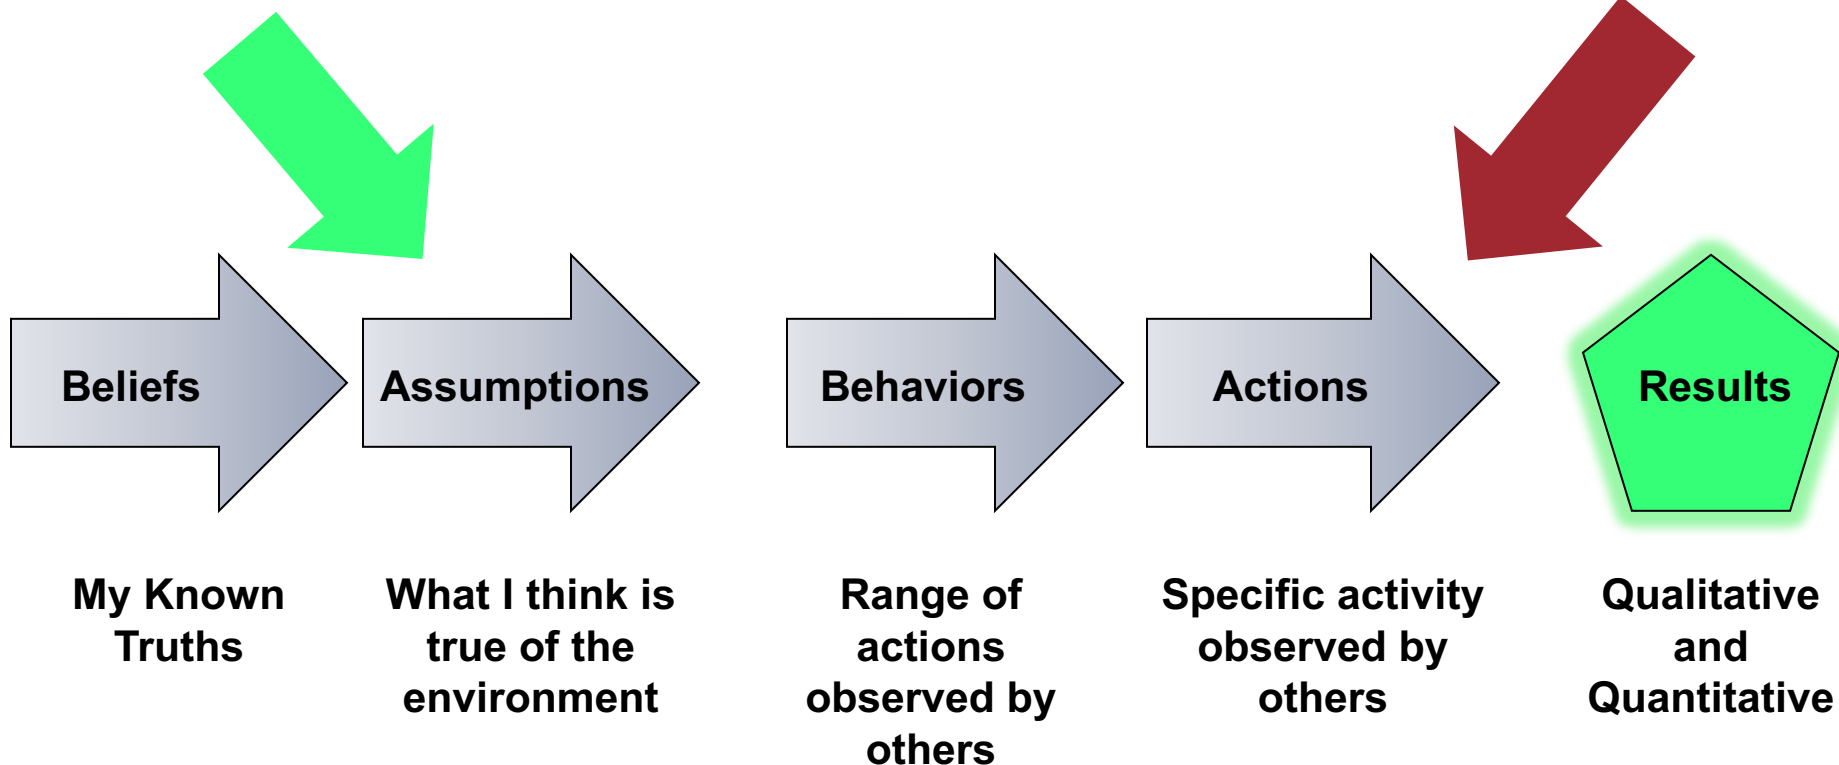 Beliefs
Assumptions
Behaviors
Actions
Results
My Known
Truths
What I think is
true of the
environment
Range of
actions
observed by
others
Specific activity
observed by
others
Qualitative
and
Quantitative